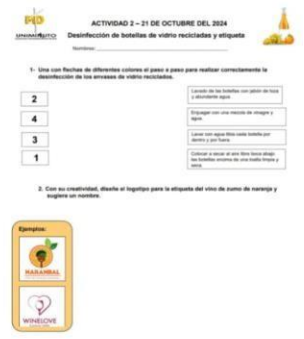 UNIMINUTO
ACTIVIDAD 2 – 21 DE OCTUBRE DEL 2024
Desinfección de botellas de vidrio recicladas y etiqueta
Nombres:
1- Una con flechas de diferentes colores el paso a paso para realizar correctamente la
desinfección de los envases de vidrio reciclados.
2
Lavado de las botellas con jabón de loza
y abundante agua
4
Enjuagar con una mezcla de vinagre y
agua
3
Lavar con agua tibia cada botella por
dentro y por fuera
1
Colocar a secar al aire libre boca abajo
las botellas encima de una toalla limpia y
seca
2. Con su creatividad, diseñe el logotipo para la etiqueta del vino de zumo de naranja y
sugiera un nombre.
Ejemplos:
NARANHAL
WINELOVE